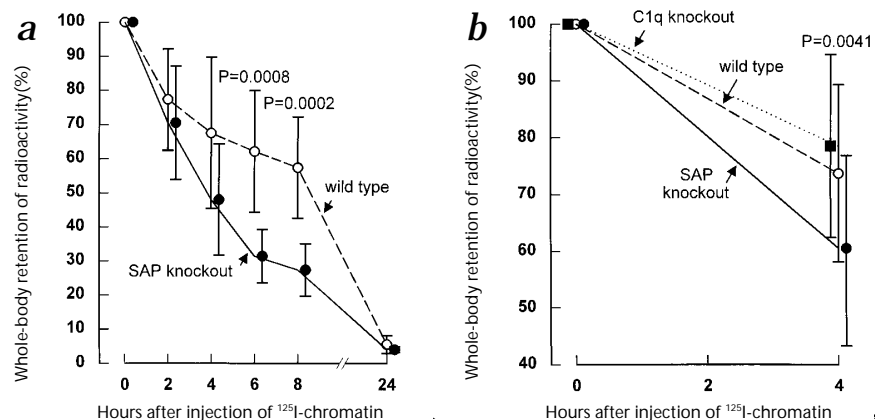 a
Whole-body retention of radioactivity(%)
100
90
80
70
60
50
40
30
20
10
0
P=0.0008
P=0.0002
wild type
SAP knockout
0 2 4 6 8 24
Hours after injection of ¹²⁵I-chromatin
b
Whole-body retention of radioactivity(%)
100
90
80
70
60
50
40
C1q knockout
P=0.0041
wild type
SAP
knockout
0 2 4
Hours after injection of ¹²⁵I-chromatin